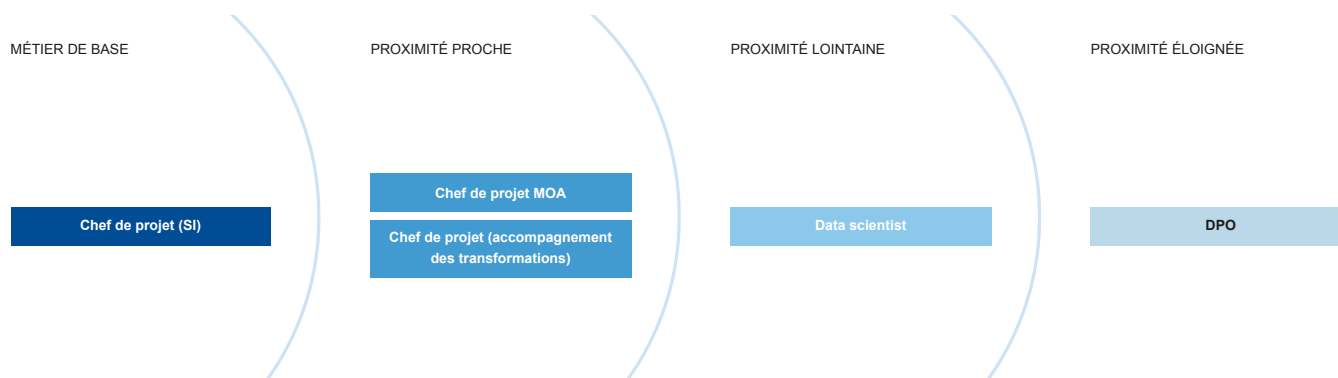 MÉTIER DE BASE
PROXIMITÉ PROCHE
PROXIMITÉ LOINTAINE
PROXIMITÉ ÉLOIGNÉE
Chef de projet (SI)
Chef de projet MOA
Chef de projet (accompagnement
des transformations)
Data scientist
DPO